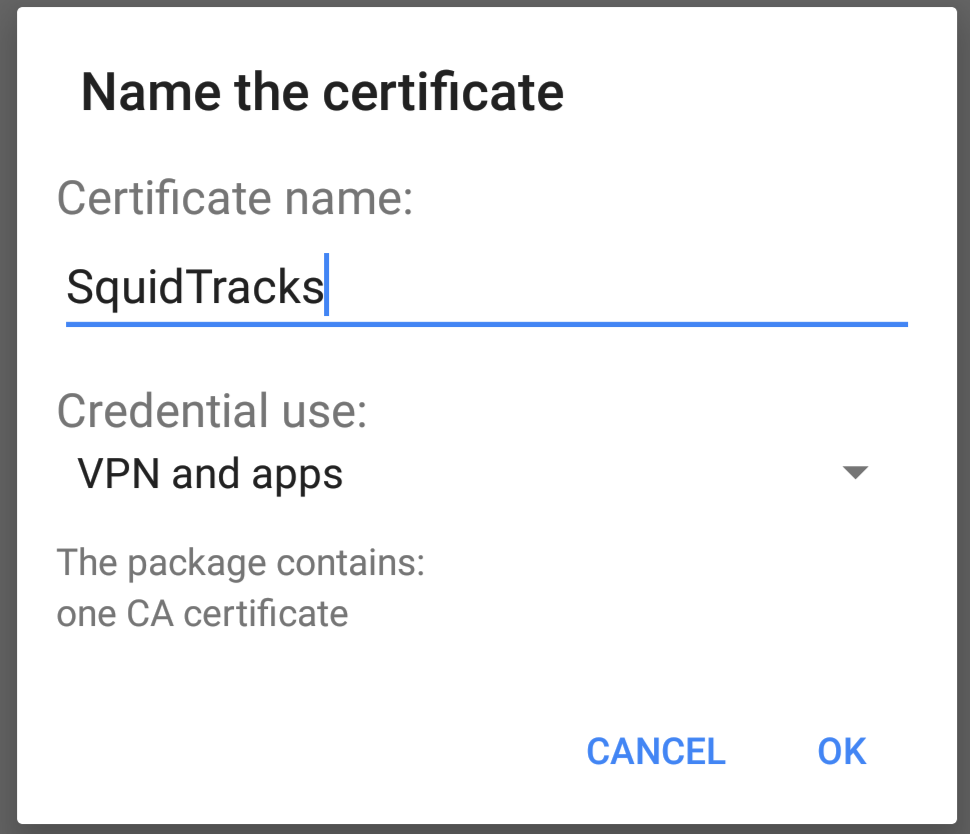 Name the certificate
Certificate name:
SquidTracks
Credential use:
VPN and apps
The package contains:
one CA certificate
CANCEL OK